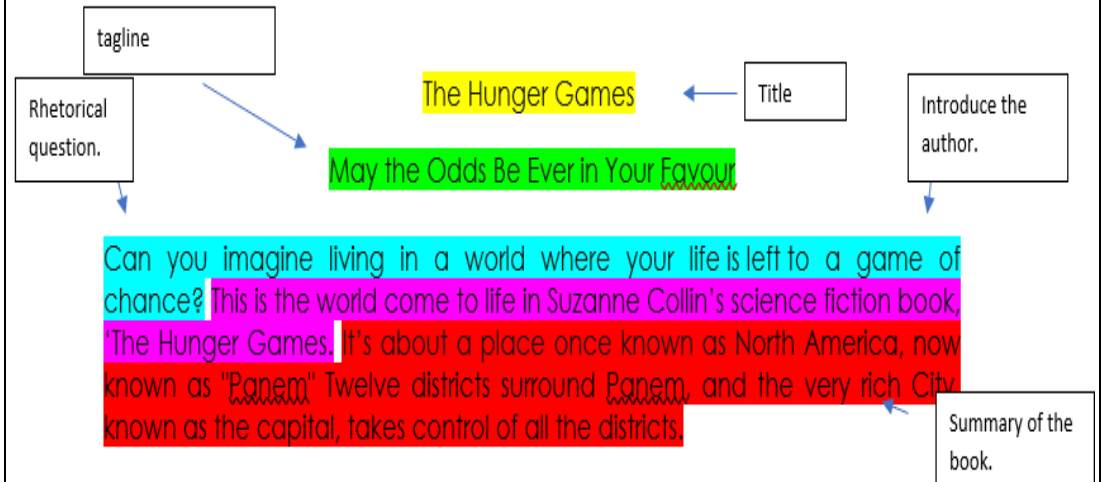 tagline
The Hunger Games
Title
Rhetorical
question.
Introduce the
author.
May the Odds Be Ever in Your Favour
Can you imagine living in a world where your life is left to a game of
chance? This is the world come to life in Suzanne Collin's science fiction book,
'The Hunger Games. It's about a place once known as North America, now
known as "Panem" Twelve districts surround Panem, and the very rich City,
known as the capital, takes control of all the districts.
Summary of the
book.